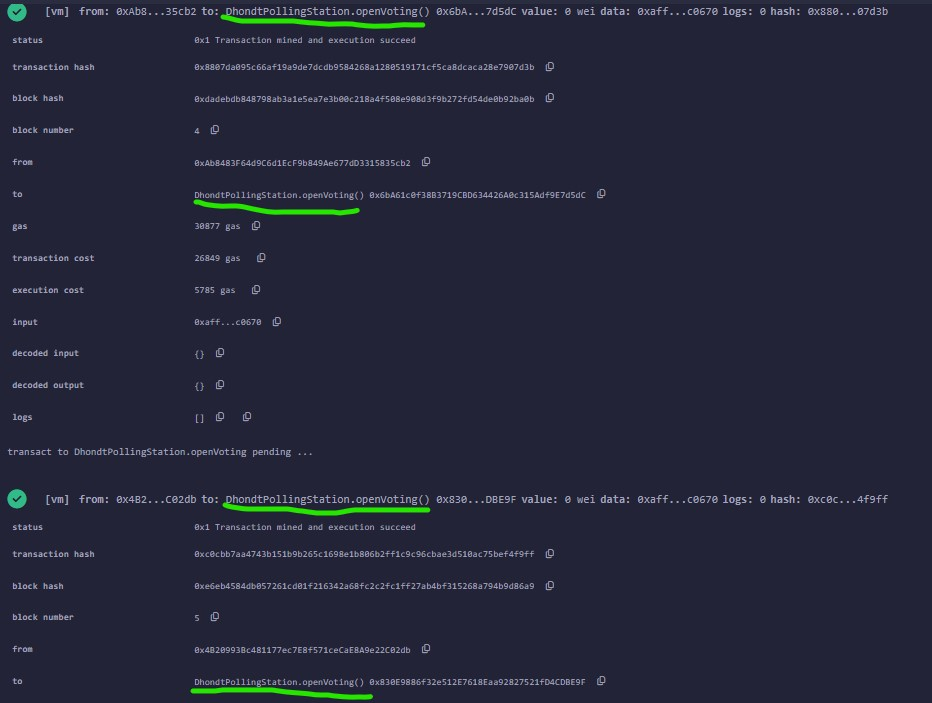 [vm] from: 0xAb8...35cb2 to: DhondtPollingStation.openVoting() 0x6bA...7d5dC value: 0 wei data: 0xaff...c0670 logs: 0 hash: 0x880...07d3b
status 0x1 Transaction mined and execution succeed
transaction hash 0x8807da095c66af19a9de7dcdb9584268a1280519171cf5ca8dcaca28e7907d3b
block hash 0xdadebdb848798ab3a1e5ea7e3b00c218a4f508e908d3f9b272fd54de0b92ba0b
block number 4
from 0xAb8483F64d9C6d1EcF9b849Ae677dD3315835cb2
to DhondtPollingStation.openVoting() 0x6bA61c0f38B3719CBD634426A0c315Adf9E7d5dC
gas 30877 gas
transaction cost 26849 gas
execution cost 5785 gas
input 0xaff...c0670
decoded input {}
decoded output {}
logs []
transact to DhondtPollingStation.openVoting pending ...
[vm] from: 0x4B2...C02db to: DhondtPollingStation.openVoting() 0x830...DBE9F value: 0 wei data: 0xaff...c0670 logs: 0 hash: 0xc0c...4f9ff
status 0x1 Transaction mined and execution succeed
transaction hash 0xc0cbb7aa4743b151b9b265c1698e1b806b2ff1c9c96cbae3d510ac75bef4f9ff
block hash 0xe6eb4584db057261cd01f216342a68fc2c2fc1ff27ab4bf315268a794b9d86a9
block number 5
from 0x4B20993Bc481177ec7E8f571ceCaE8A9e22C02db
to DhondtPollingStation.openVoting() 0x830E9886f32e512E7618Eaa92827521fD4CDBE9F